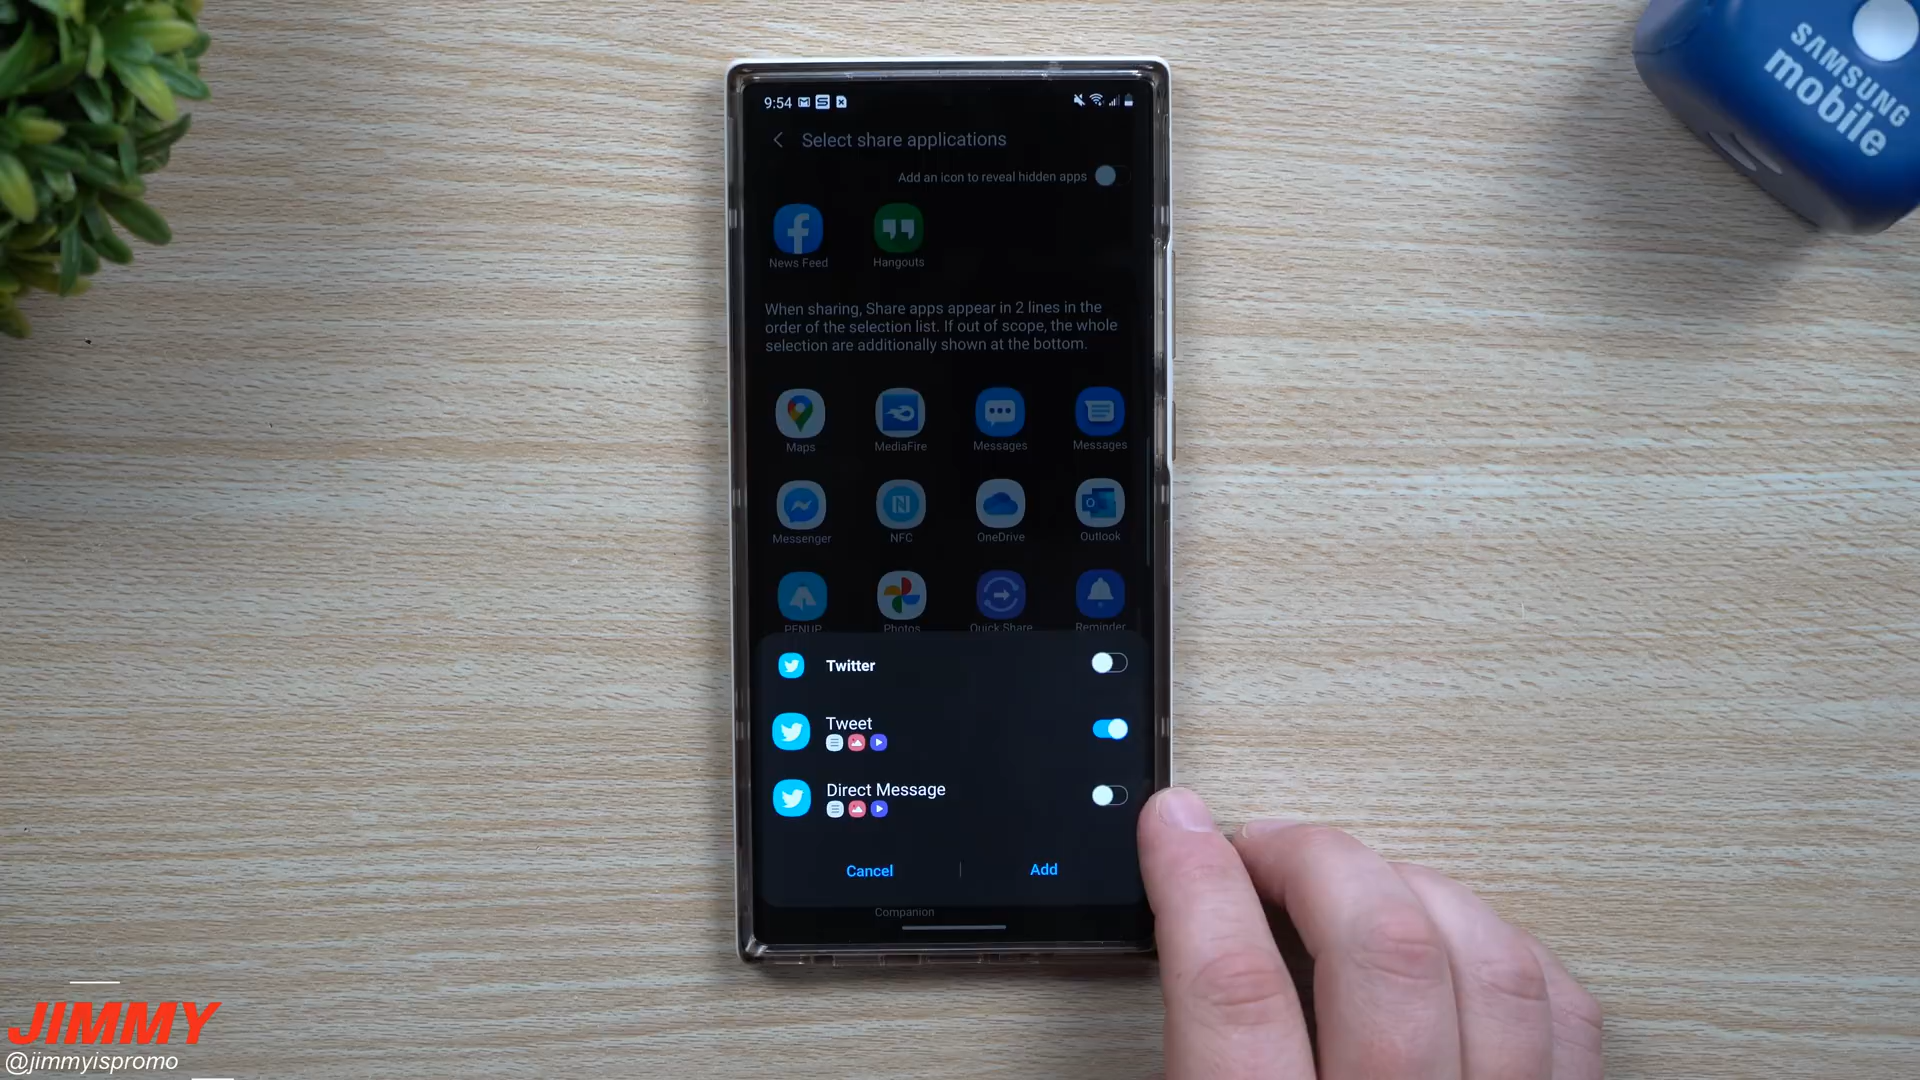 SAMSUNG
mobile
9:54
Select share applications
Add an icon to reveal hidden apps
News Feed
Hangouts
When sharing, Share apps appear in 2 lines in the
order of the selection list. If out of scope, the whole
selection are additionally shown at the bottom.
Maps
MediaFire
Messages
Messages
Messenger
NFC
OneDrive
Outlook
PENUP
Photos
Quick Share
Reminder
Twitter
Tweet
Direct Message
Cancel
Add
Companion
JIMMY
@jimmyispromo